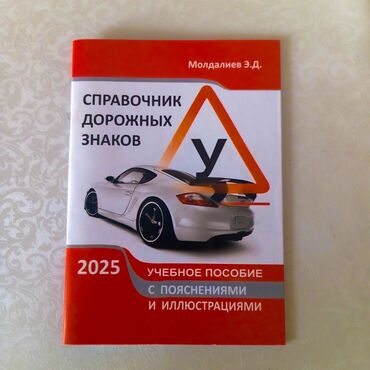 Молдалиев Э.Д.
СПРАВОЧНИК
ДОРОЖНЫХ
ЗНАКОВ
У
2025
УЧЕБНОЕ ПОСОБИЕ
С ПОЯСНЕНИЯМИ
И ИЛЛЮСТРАЦИЯМИ